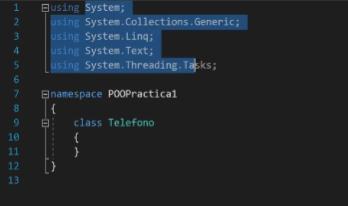 1 using System;
2 using System.Collections.Generic;
3 using System.Linq;
4 using System.Text;
5 using System.Threading.Tasks;
6
7 namespace POOPractica1
8 {
9 class Telefono
10 {
11 }
12 }
13